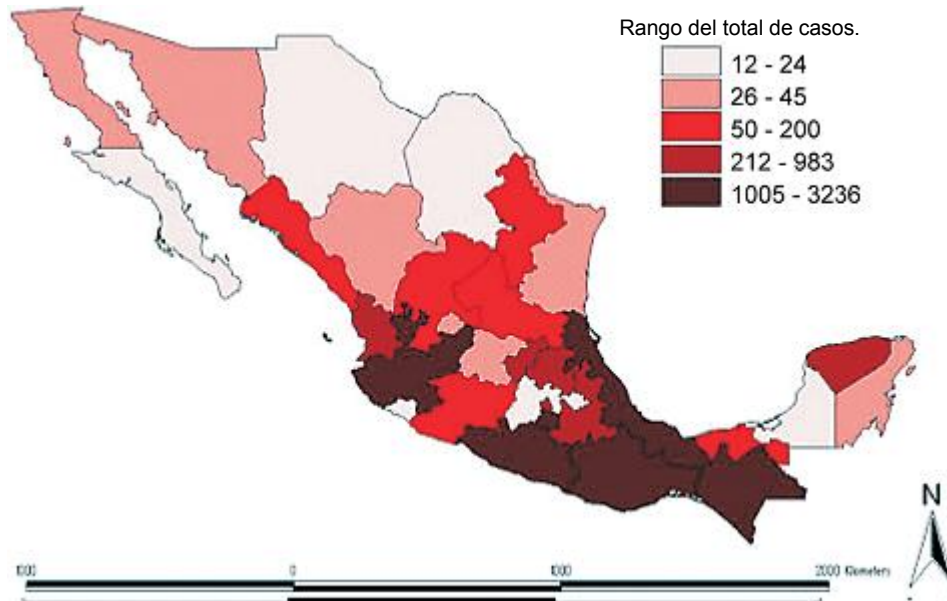 Rango del total de casos.
12 - 24
26 - 45
50 - 200
212 - 983
1005 - 3236
N
1000 0 1000 2000 Kilometers